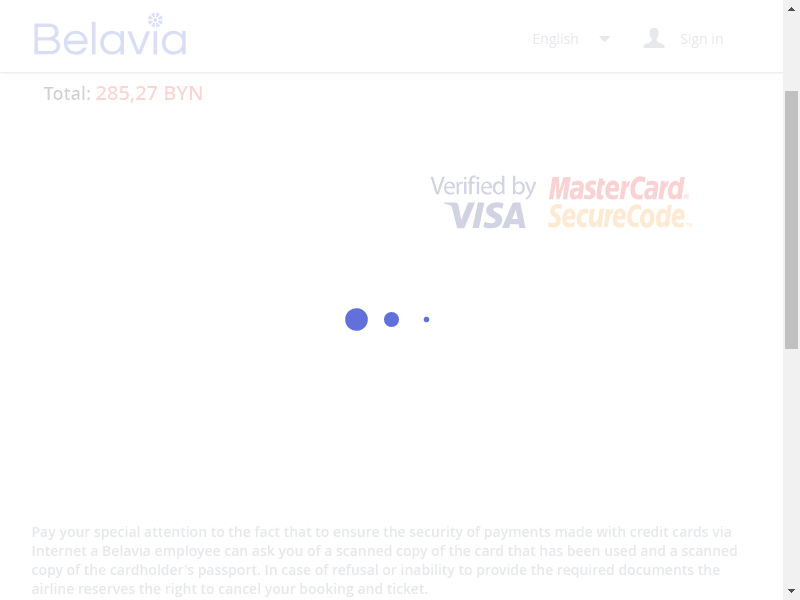 Belavia
English
Sign in
Total: 285,27 BYN
Verified by
VISA
MasterCard®
SecureCode™
Pay your special attention to the fact that to ensure the security of payments made with credit cards via
Internet a Belavia employee can ask you of a scanned copy of the card that has been used and a scanned
copy of the cardholder's passport. In case of refusal or inability to provide the required documents the
airline reserves the right to cancel your booking and ticket.